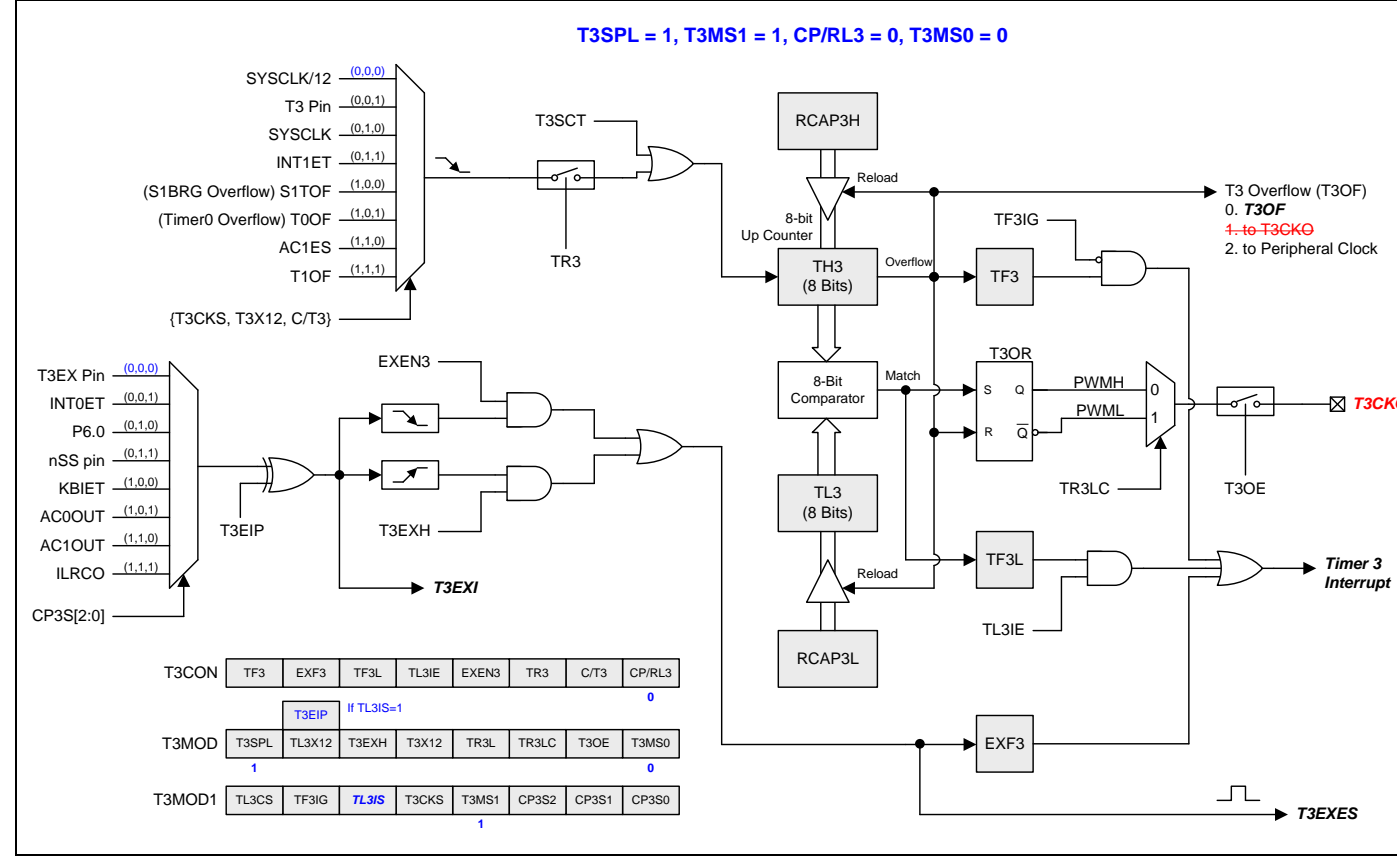 T3SPL = 1, T3MS1 = 1, CP/RL3 = 0, T3MS0 = 0
SYSCLK/12 (0,0,0)
T3 Pin (0,0,1)
SYSCLK (0,1,0)
INT1ET (0,1,1)
(S1BRG Overflow) S1TOF (1,0,0)
(Timer0 Overflow) T0OF (1,0,1)
AC1ES (1,1,0)
T1OF (1,1,1)
{T3CKS, T3X12, C/T3}
T3SCT
TR3
RCAP3H
Reload
8-bit
Up Counter
TH3
(8 Bits)
Overflow
T3 Overflow (T3OF)
0. T3OF
1. to T3CKO
2. to Peripheral Clock
TF3IG
TF3
T3EX Pin (0,0,0)
INT0ET (0,0,1)
P6.0 (0,1,0)
nSS pin (0,1,1)
KBIET (1,0,0)
AC0OUT (1,0,1)
AC1OUT (1,1,0)
ILRCO (1,1,1)
CP3S[2:0]
T3EIP
EXEN3
T3EXH
T3EXI
8-Bit
Comparator
Match
T3OR
S Q
R Q
PWMH
PWML
0
1
TR3LC
T3OE
T3CK
TL3
(8 Bits)
Reload
RCAP3L
TF3L
TL3IE
Timer 3
Interrupt
EXF3
T3EXES
T3CON TF3 EXF3 TF3L TL3IE EXEN3 TR3 C/T3 CP/RL3
0
T3EIP If TL3IS=1
T3MOD T3SPL TL3X12 T3EXH T3X12 TR3L TR3LC T3OE T3MS0
1 0
T3MOD1 TL3CS TF3IG TL3IS T3CKS T3MS1 CP3S2 CP3S1 CP3S0
1